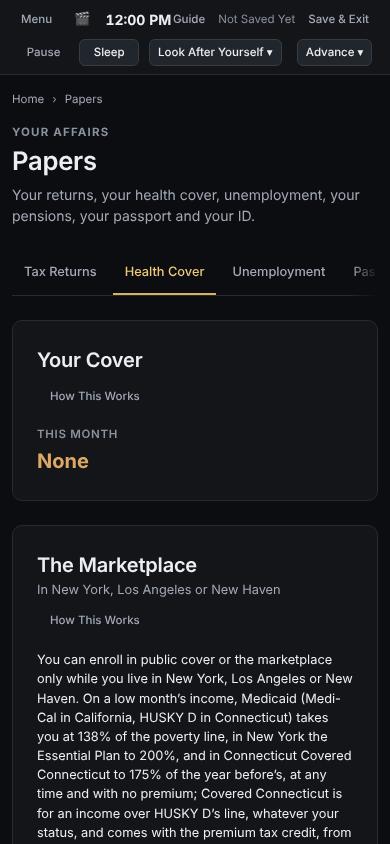 Menu 🎬 12:00 PM Guide Not Saved Yet Save & Exit
Pause Sleep Look After Yourself ▾ Advance ▾
Home › Papers
YOUR AFFAIRS
Papers
Your returns, your health cover, unemployment, your
pensions, your passport and your ID.
Tax Returns Health Cover Unemployment Pas
Your Cover
How This Works
THIS MONTH
None
The Marketplace
In New York, Los Angeles or New Haven
How This Works
You can enroll in public cover or the marketplace
only while you live in New York, Los Angeles or New
Haven. On a low month's income, Medicaid (Medi-
Cal in California, HUSKY D in Connecticut) takes
you at 138% of the poverty line, in New York the
Essential Plan to 200%, and in Connecticut Covered
Connecticut to 175% of the year before's, at any
time and with no premium; Covered Connecticut is
for an income over HUSKY D's line, whatever your
status, and comes with the premium tax credit, from